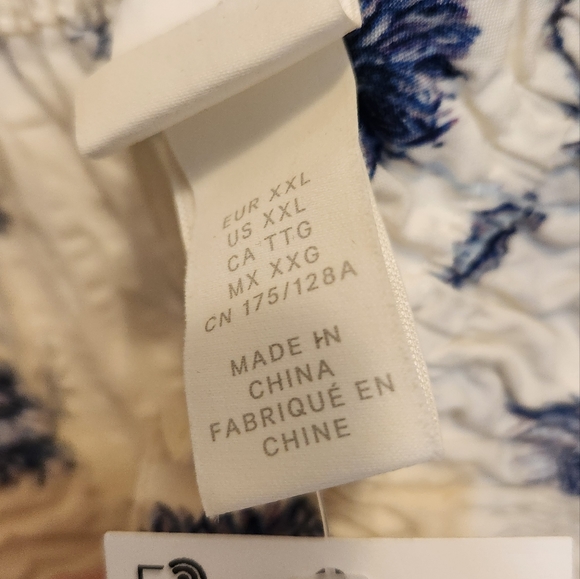 EUR XXL
US XXL
CA TTG
MX XXG
CN 175/128A
MADE IN
CHINA
FABRIQUÉ EN
CHINE